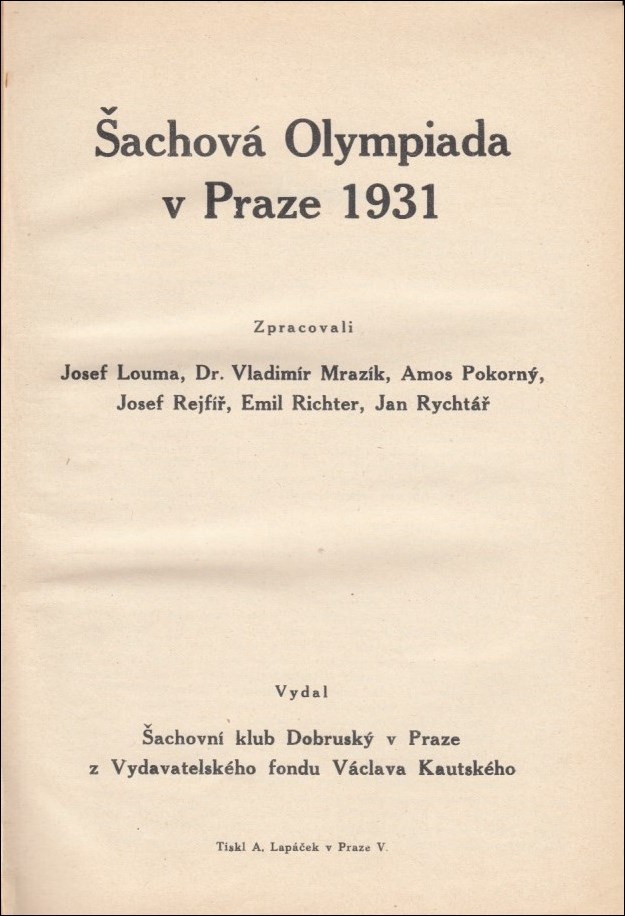 Šachová Olympiada
v Praze 1931
Zpracovali
Josef Louma, Dr. Vladimír Mrazík, Amos Pokorný,
Josef Rejfíř, Emil Richter, Jan Rychtář
Vydal
Šachovní klub Dobruský v Praze
z Vydavatelského fondu Václava Kautského
Tiskl A. Lapáček v Praze V.